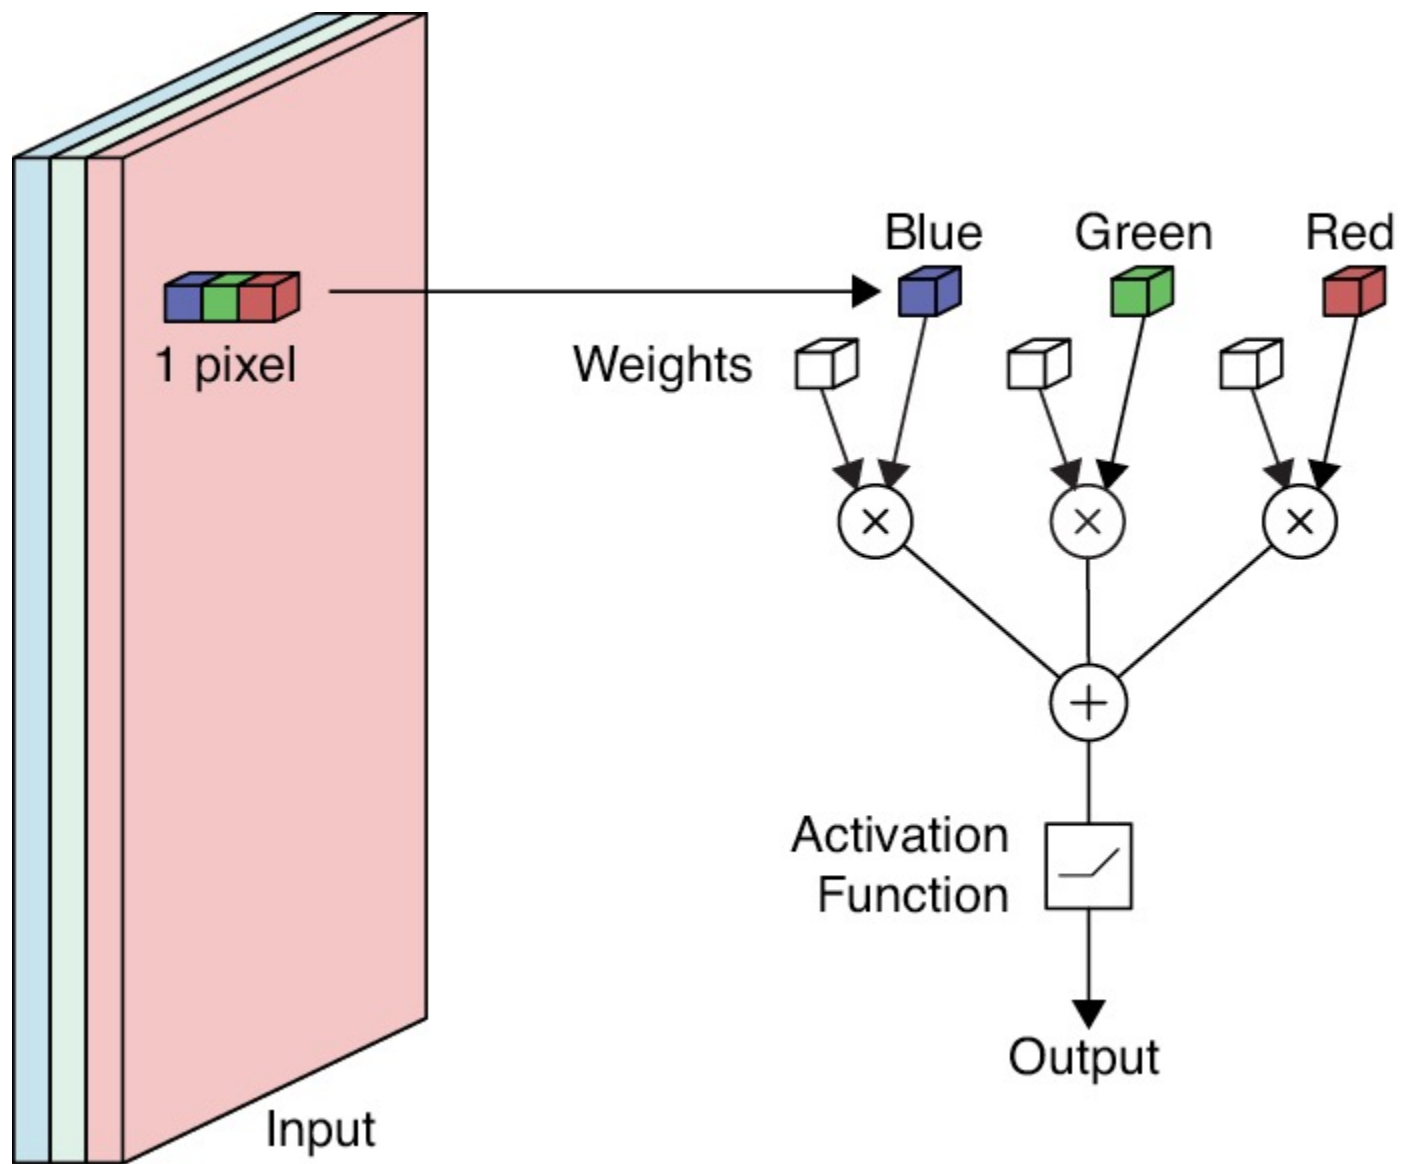 Blue Green Red
1 pixel
Weights
×
×
×
+
Activation
Function
Output
Input